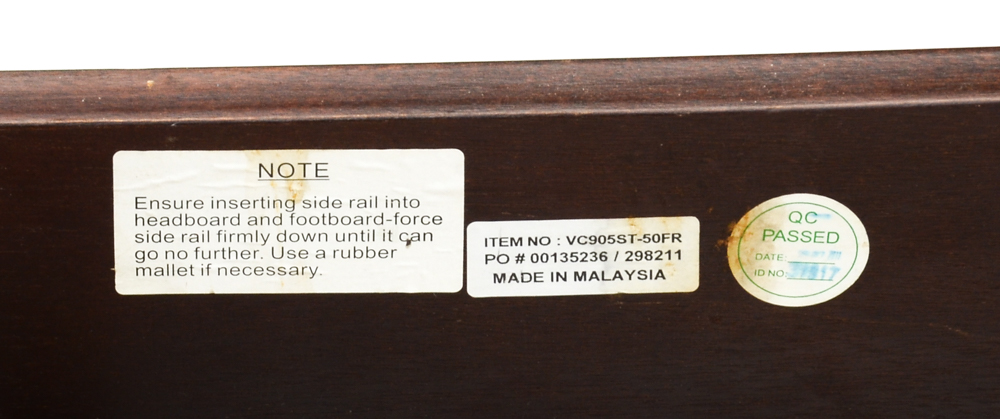 NOTE
Ensure inserting side rail into
headboard and footboard-force
side rail firmly down until it can
go no further. Use a rubber
mallet if necessary.
ITEM NO : VC905ST-50FR
PO # 00135236 / 298211
MADE IN MALAYSIA
QC
PASSED
DATE:
ID NO: